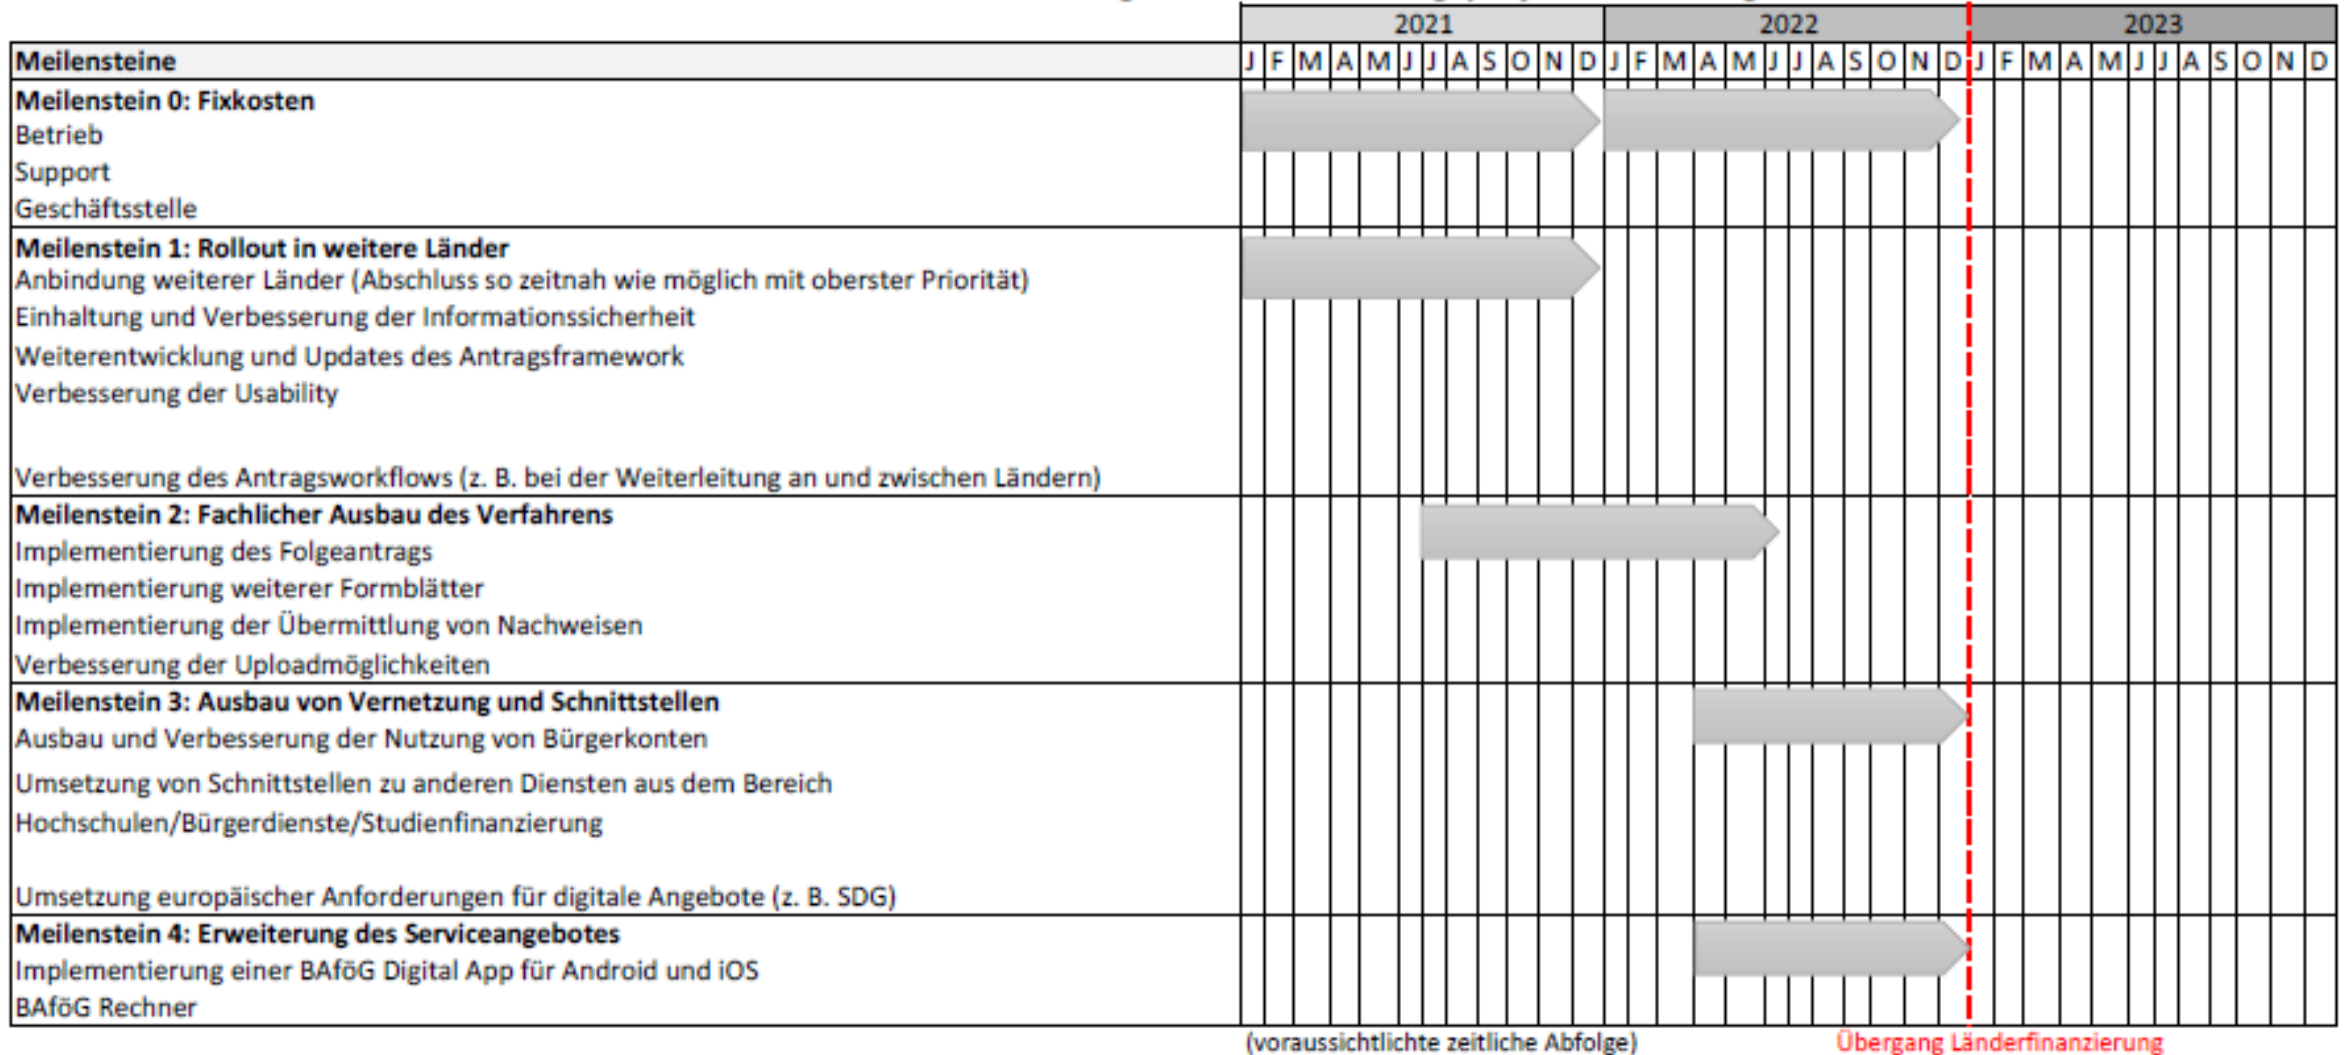 2021 2022 2023
Meilensteine J F M A M J J A S O N D J F M A M J J A S O N D J F M A M J J A S O N D
Meilenstein 0: Fixkosten
Betrieb
Support
Geschäftsstelle
Meilenstein 1: Rollout in weitere Länder
Anbindung weiterer Länder (Abschluss so zeitnah wie möglich mit oberster Priorität)
Einhaltung und Verbesserung der Informationssicherheit
Weiterentwicklung und Updates des Antragsframework
Verbesserung der Usability
Verbesserung des Antragsworkflows (z. B. bei der Weiterleitung an und zwischen Ländern)
Meilenstein 2: Fachlicher Ausbau des Verfahrens
Implementierung des Folgeantrags
Implementierung weiterer Formblätter
Implementierung der Übermittlung von Nachweisen
Verbesserung der Uploadmöglichkeiten
Meilenstein 3: Ausbau von Vernetzung und Schnittstellen
Ausbau und Verbesserung der Nutzung von Bürgerkonten
Umsetzung von Schnittstellen zu anderen Diensten aus dem Bereich
Hochschulen/Bürgerdienste/Studienfinanzierung
Umsetzung europäischer Anforderungen für digitale Angebote (z. B. SDG)
Meilenstein 4: Erweiterung des Serviceangebotes
Implementierung einer BAföG Digital App für Android und iOS
BAföG Rechner
(voraussichtlichte zeitliche Abfolge) Übergang Länderfinanzierung